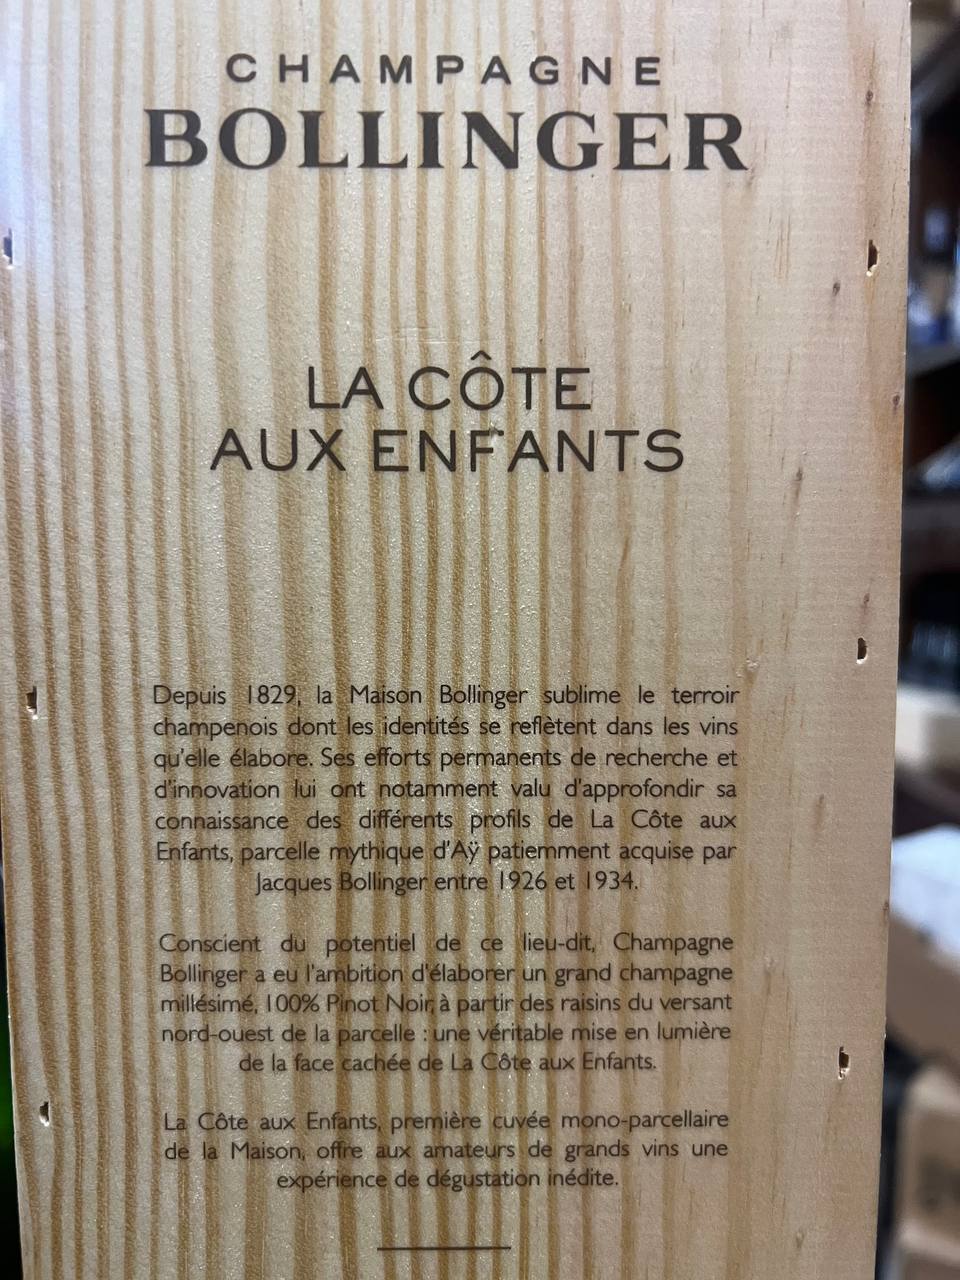 CHAMPAGNE
BOLLINGER
LA CÔTE
AUX ENFANTS
Depuis 1829, la Maison Bollinger sublime le terroir
champenois dont les identités se reflètent dans les vins
qu'elle élabore. Ses efforts permanents de recherche et
d'innovation lui ont notamment valu d'approfondir sa
connaissance des différents profils de La Côte aux
Enfants, parcelle mythique d'Aÿ patiemment acquise par
Jacques Bollinger entre 1926 et 1934.
Conscient du potentiel de ce lieu-dit, Champagne
Bollinger a eu l'ambition d'élaborer un grand champagne
millésimé, 100% Pinot Noir, à partir des raisins du versant
nord-ouest de la parcelle : une véritable mise en lumière
de la face cachée de La Côte aux Enfants.
La Côte aux Enfants, première cuvée mono-parcellaire
de la Maison, offre aux amateurs de grands vins une
expérience de dégustation inédite.